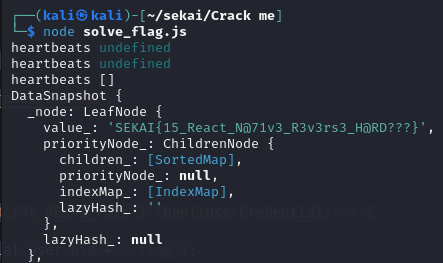 ┌──(kali㉿kali)-[~/sekai/Crack me]
└─$ node solve_flag.js
heartbeats undefined
heartbeats undefined
heartbeats []
DataSnapshot {
  _node: LeafNode {
    value_: 'SEKAI{15_React_N@71v3_R3v3rs3_H@RD???}',
    priorityNode_: ChildrenNode {
      children_: [SortedMap],
      priorityNode_: null,
      indexMap_: [IndexMap],
      lazyHash_: ''
    },
    lazyHash_: null
  },